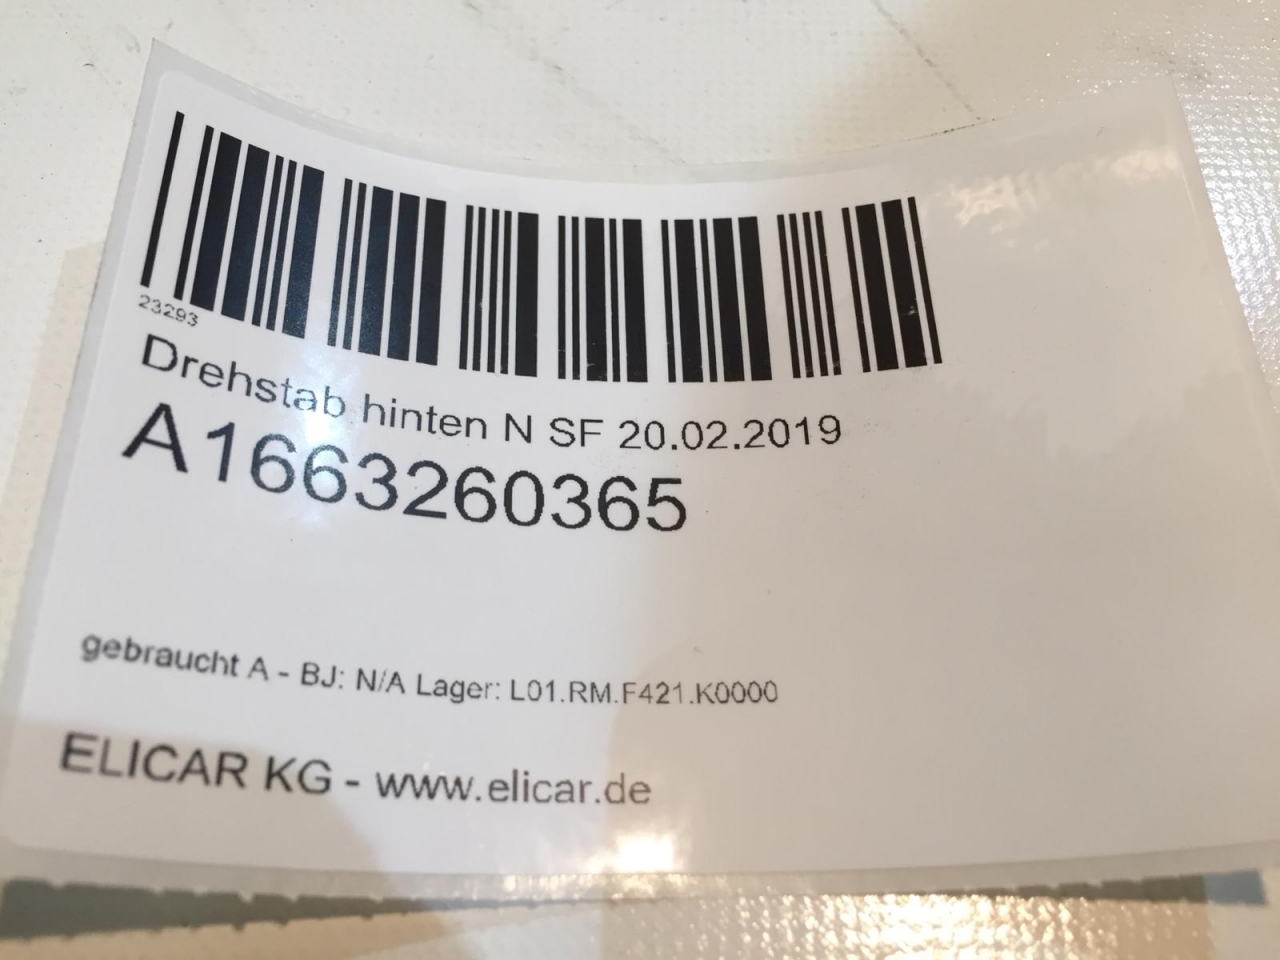 23293
Drehstab hinten N SF 20.02.2019
A1663260365
gebraucht A - BJ: N/A Lager: L01.RM.F421.K0000
ELICAR KG - www.elicar.de